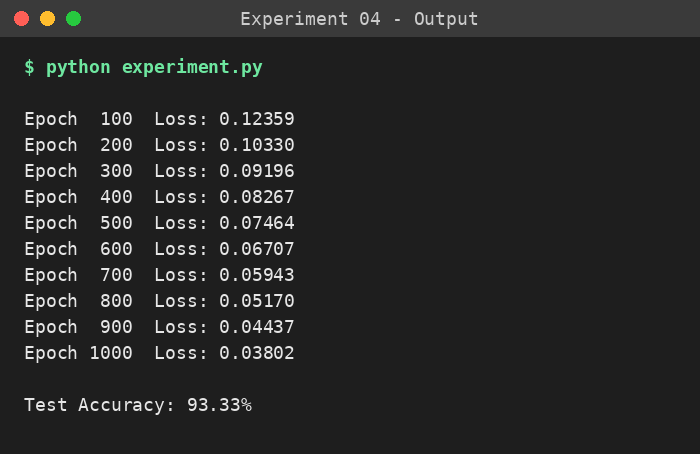 Experiment 04 - Output
$ python experiment.py
Epoch  100  Loss: 0.12359
Epoch  200  Loss: 0.10330
Epoch  300  Loss: 0.09196
Epoch  400  Loss: 0.08267
Epoch  500  Loss: 0.07464
Epoch  600  Loss: 0.06707
Epoch  700  Loss: 0.05943
Epoch  800  Loss: 0.05170
Epoch  900  Loss: 0.04437
Epoch 1000  Loss: 0.03802
Test Accuracy: 93.33%